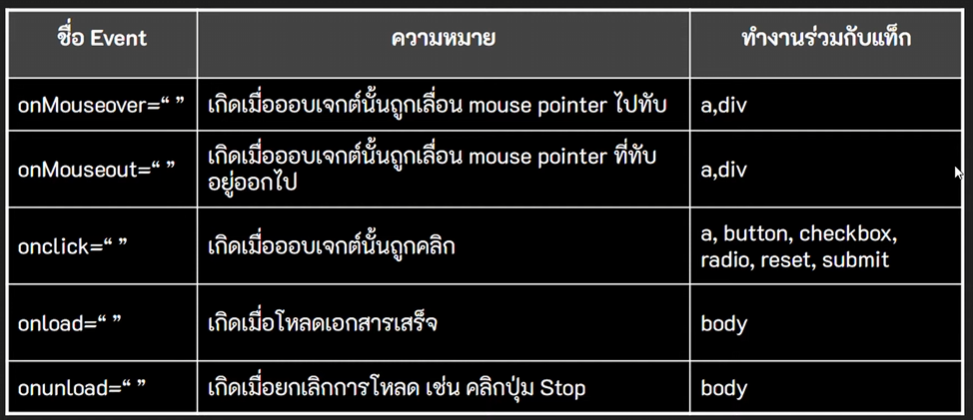 ชื่อ Event
ความหมาย
ทำงานร่วมกับแท็ก
onMouseover=“ ”
เกิดเมื่อออบเจกต์นั้นถูกเลื่อน mouse pointer ไปทับ
a,div
onMouseout=“ ”
เกิดเมื่อออบเจกต์นั้นถูกเลื่อน mouse pointer ที่ทับ
อยู่ออกไป
a,div
onclick=“ ”
เกิดเมื่อออบเจกต์นั้นถูกคลิก
a, button, checkbox,
radio, reset, submit
onload=“ ”
เกิดเมื่อโหลดเอกสารเสร็จ
body
onunload=“ ”
เกิดเมื่อยกเลิกการโหลด เช่น คลิกปุ่ม Stop
body